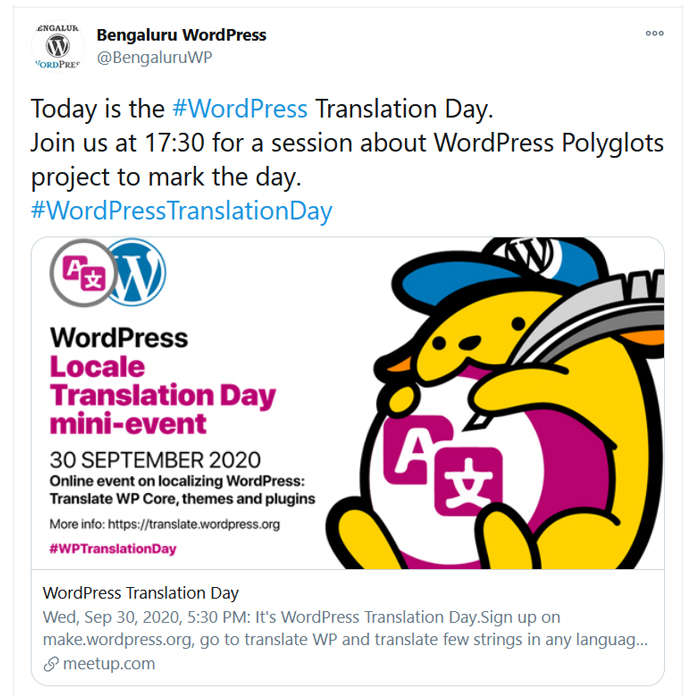 ENGALUR
WORDPRE
Bengaluru WordPress
@BengaluruWP
Today is the #WordPress Translation Day.
Join us at 17:30 for a session about WordPress Polyglots
project to mark the day.
#WordPressTranslationDay
A 文 W
WordPress
Locale
Translation Day
mini-event
30 SEPTEMBER 2020
Online event on localizing WordPress:
Translate WP Core, themes and plugins
More info: https://translate.wordpress.org
#WPTranslationDay
W
A
文
WordPress Translation Day
Wed, Sep 30, 2020, 5:30 PM: It's WordPress Translation Day.Sign up on
make.wordpress.org, go to translate WP and translate few strings in any languag...
meetup.com